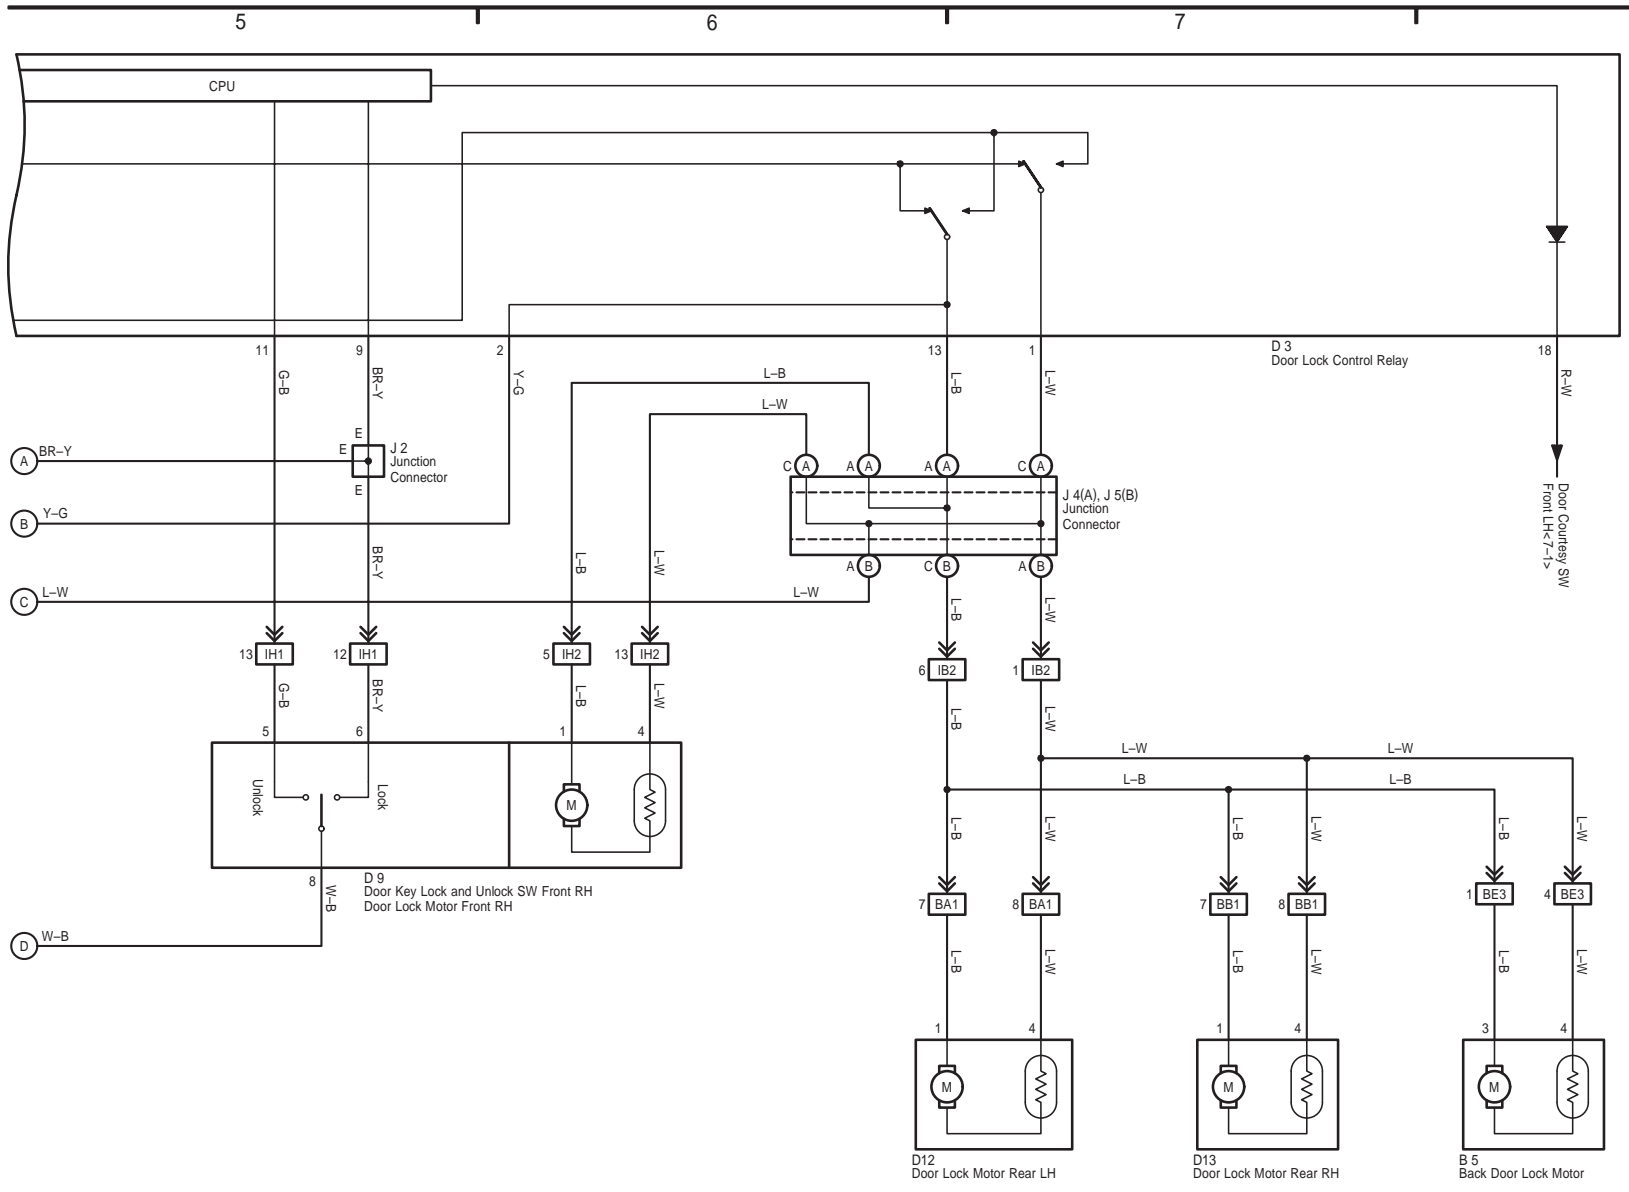 5 6 7
CPU
11 9 2 13 1 18
D 3
Door Lock Control Relay
G–B BR–Y Y–G L–B L–W R–W
L–B
L–W
E
E
E
J 2
Junction
Connector
A BR–Y
C A A A A A C A
J 4(A), J 5(B)
Junction
Connector
Door Courtesy SW
Front LH<7–1>
B Y–G
BR–Y L–B L–W
A B C B A B
C L–W L–W
L–B L–W
13 IH1 12 IH1 5 IH2 13 IH2
6 IB2 1 IB2
G–B BR–Y L–B L–W
L–B L–W
5 6 1 4
L–W L–W
L–B L–B
Unlock Lock
M
L–B L–W L–B L–W L–B L–W
8 W–B
D 9
Door Key Lock and Unlock SW Front RH
Door Lock Motor Front RH
7 BA1 8 BA1 7 BB1 8 BB1 1 BE3 4 BE3
D W–B
L–B L–W L–B L–W L–B L–W
1 4 1 4 3 4
M M M
D12
Door Lock Motor Rear LH
D13
Door Lock Motor Rear RH
B 5
Back Door Lock Motor